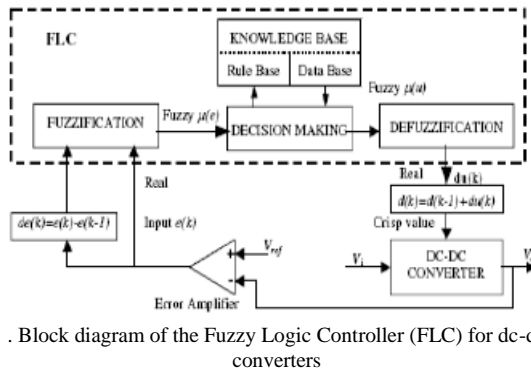 FLC
KNOWLEDGE BASE
Rule Base
Data Base
Fuzzy μ(u)
FUZZIFICATION
Fuzzy μ(e)
DECISION MAKING
DEFUZZIFICATION
Real
Real
du(k)
de(k)=e(k)-e(k-1)
Input e(k)
d(k)=d(k-1)+du(k)
Crisp value
Vref
+
-
Vi
DC-DC
CONVERTER
Error Amplifier
. Block diagram of the Fuzzy Logic Controller (FLC) for dc-d
converters